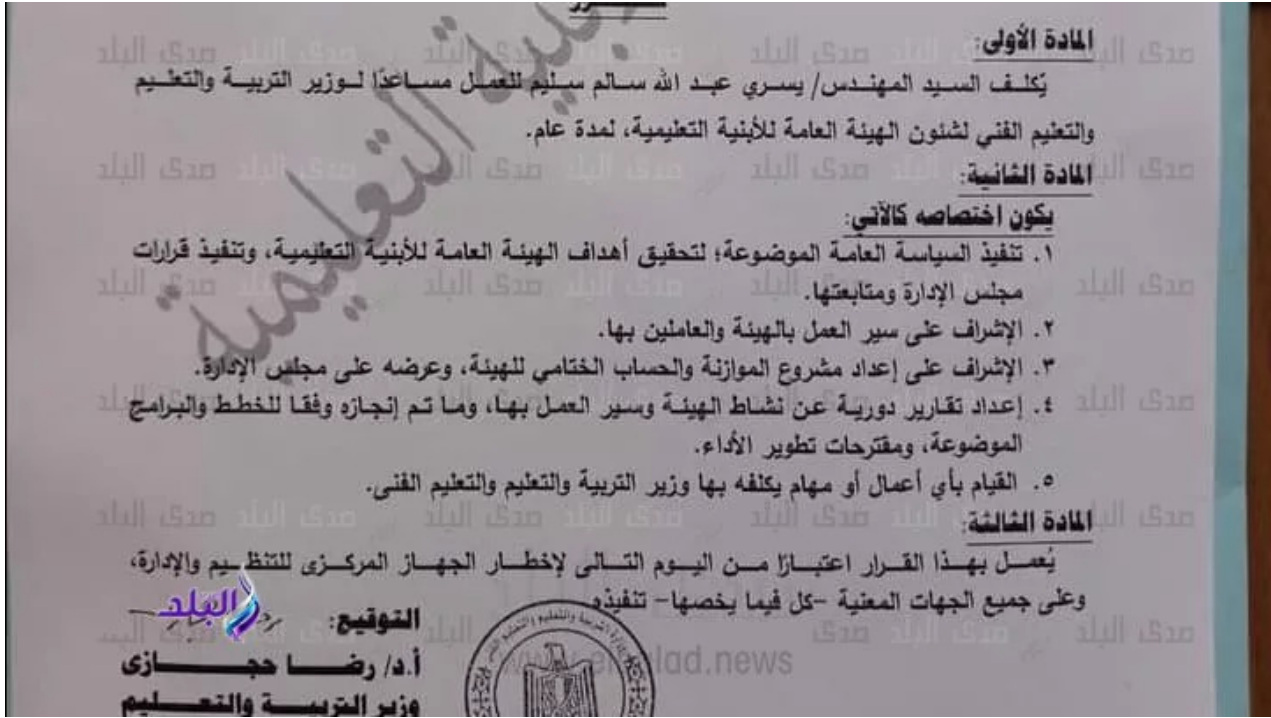 المادة الأولى:
يُكلف السيد المهندس/ يسري عبد الله سالم سليم للعمل مساعدًا لوزير التربية والتعليم
والتعليم الفني لشئون الهيئة العامة للأبنية التعليمية، لمدة عام.
المادة الثانية:
يكون اختصاصه كالآتي:
١. تنفيذ السياسة العامة الموضوعة؛ لتحقيق أهداف الهيئة العامة للأبنية التعليمية، وتنفيذ قرارات
مجلس الإدارة ومتابعتها.
٢. الإشراف على سير العمل بالهيئة والعاملين بها.
٣. الإشراف على إعداد مشروع الموازنة والحساب الختامي للهيئة، وعرضه على مجلس الإدارة.
٤. إعداد تقارير دورية عن نشاط الهيئة وسير العمل بها، وما تم إنجازه وفقا للخطط والبرامج
الموضوعة، ومقترحات تطوير الأداء.
٥. القيام بأي أعمال أو مهام يكلفه بها وزير التربية والتعليم والتعليم الفنى.
المادة الثالثة:
يُعمل بهذا القرار اعتبارًا من اليوم التالى لإخطار الجهاز المركزى للتنظيم والإدارة،
وعلى جميع الجهات المعنية -كل فيما يخصها- تنفيذه
التوقيع:
أ.د/ رضا حجازى
وزير التربية والتعليم
التعليمية
صدى البلد
البلد